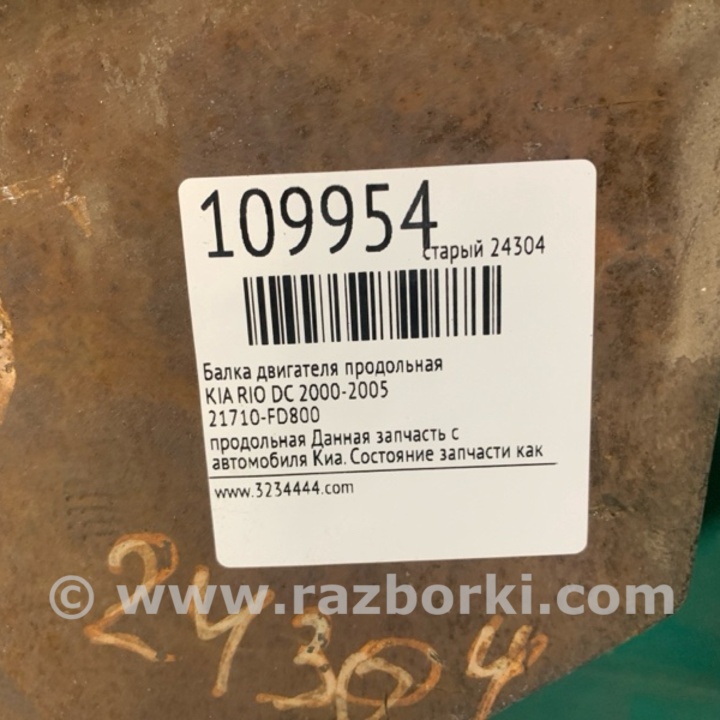 109954
старый 24304
Балка двигателя продольная
KIA RIO DC 2000-2005
21710-FD800
продольная Данная запчасть с
автомобиля Киа. Состояние запчасти как
www.3234444.com
© www.razborki.com
24304